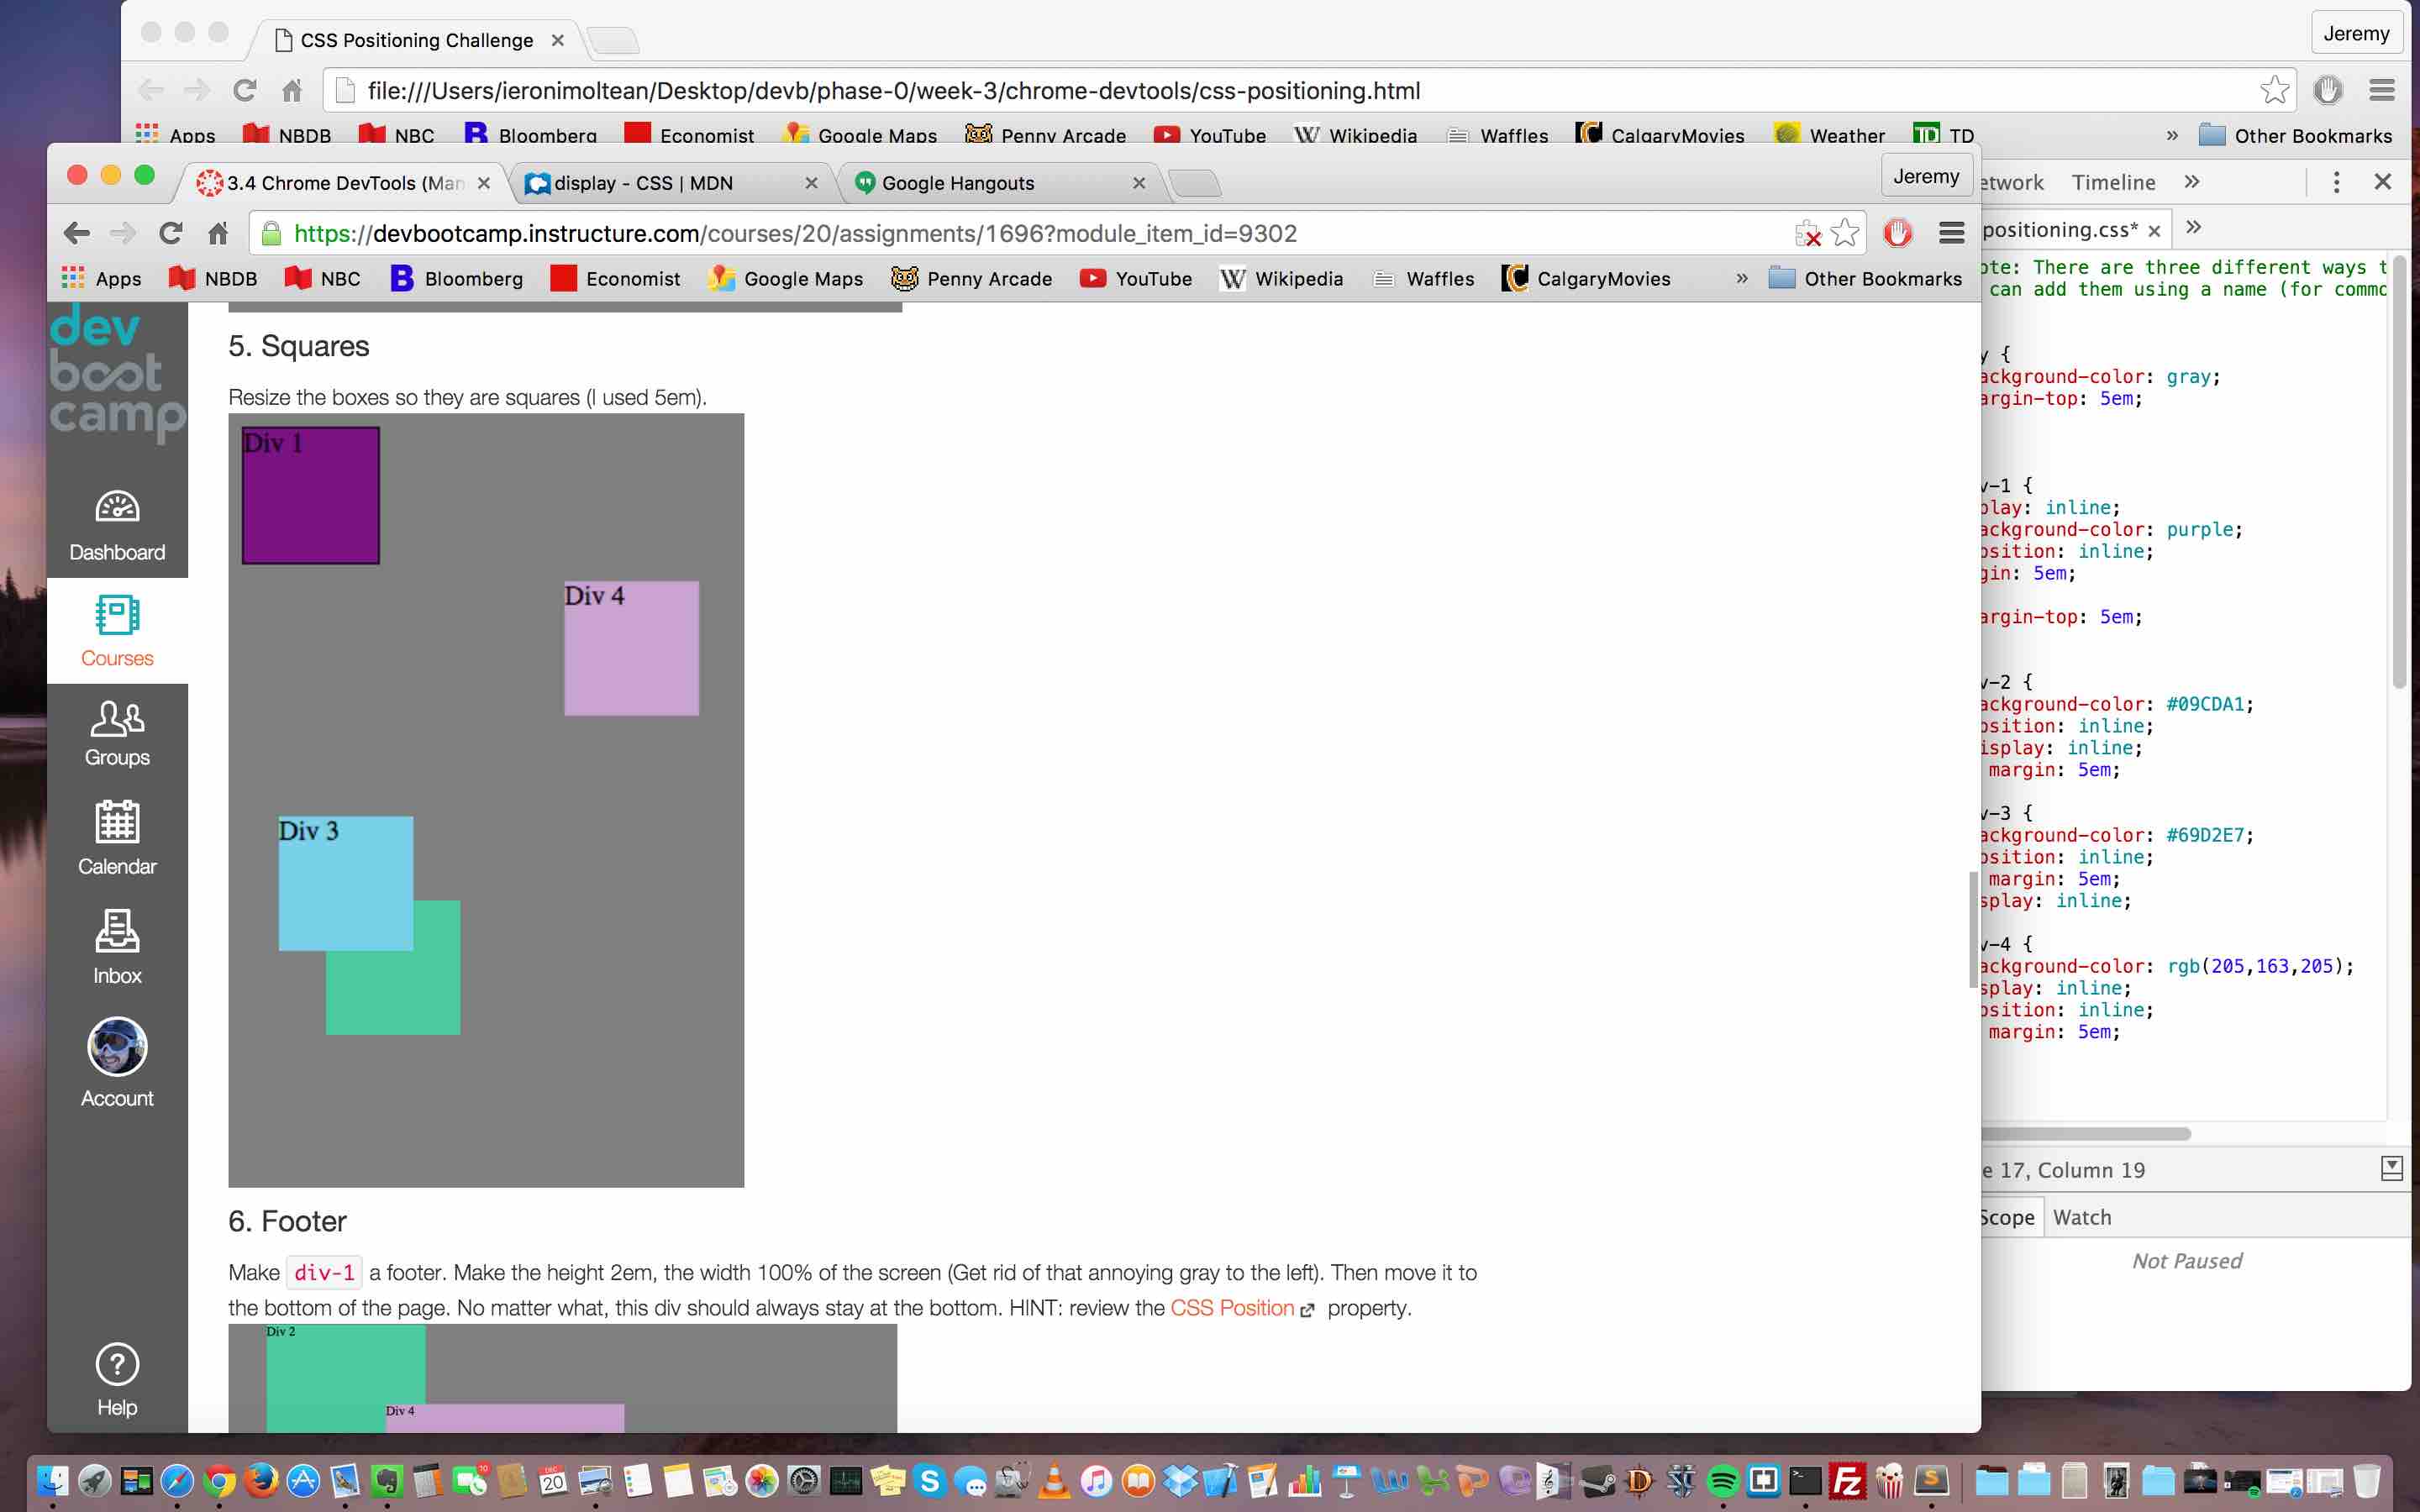 CSS Positioning Challenge
Jeremy
file:///Users/ieronimoltean/Desktop/devb/phase-0/week-3/chrome-devtools/css-positioning.html
Apps NBDB NBC Bloomberg Economist Google Maps Penny Arcade YouTube Wikipedia Waffles CalgaryMovies Weather TD » Other Bookmarks
3.4 Chrome DevTools (Man display - CSS | MDN Google Hangouts Jeremy
https://devbootcamp.instructure.com/courses/20/assignments/1696?module_item_id=9302
Apps NBDB NBC Bloomberg Economist Google Maps Penny Arcade YouTube Wikipedia Waffles CalgaryMovies » Other Bookmarks
dev
bootcamp
Dashboard
Courses
Groups
Calendar
Inbox
Account
Help
5. Squares
Resize the boxes so they are squares (I used 5em).
Div 1
Div 4
Div 3
6. Footer
Make div-1 a footer. Make the height 2em, the width 100% of the screen (Get rid of that annoying gray to the left). Then move it to
the bottom of the page. No matter what, this div should always stay at the bottom. HINT: review the CSS Position property.
Div 2
Div 4
etwork Timeline »
positioning.css* »
ote: There are three different ways t
can add them using a name (for commo
y {
ackground-color: gray;
argin-top: 5em;
v-1 {
play: inline;
ackground-color: purple;
osition: inline;
gin: 5em;
argin-top: 5em;
v-2 {
ackground-color: #09CDA1;
osition: inline;
isplay: inline;
margin: 5em;
v-3 {
ackground-color: #69D2E7;
osition: inline;
margin: 5em;
splay: inline;
v-4 {
ackground-color: rgb(205,163,205);
splay: inline;
osition: inline;
margin: 5em;
e 17, Column 19
Scope Watch
Not Paused
10
DEC
20